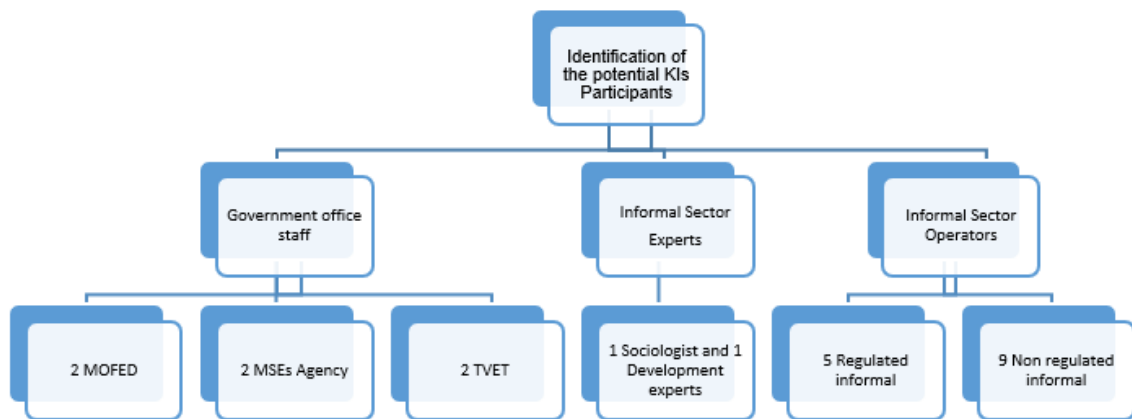 Identification of
the potential KIs
Participants
Government office
staff
Informal Sector
Experts
Informal Sector
Operators
2 MOFED
2 MSEs Agency
2 TVET
1 Sociologist and 1
Development
experts
5 Regulated
informal
9 Non regulated
informal